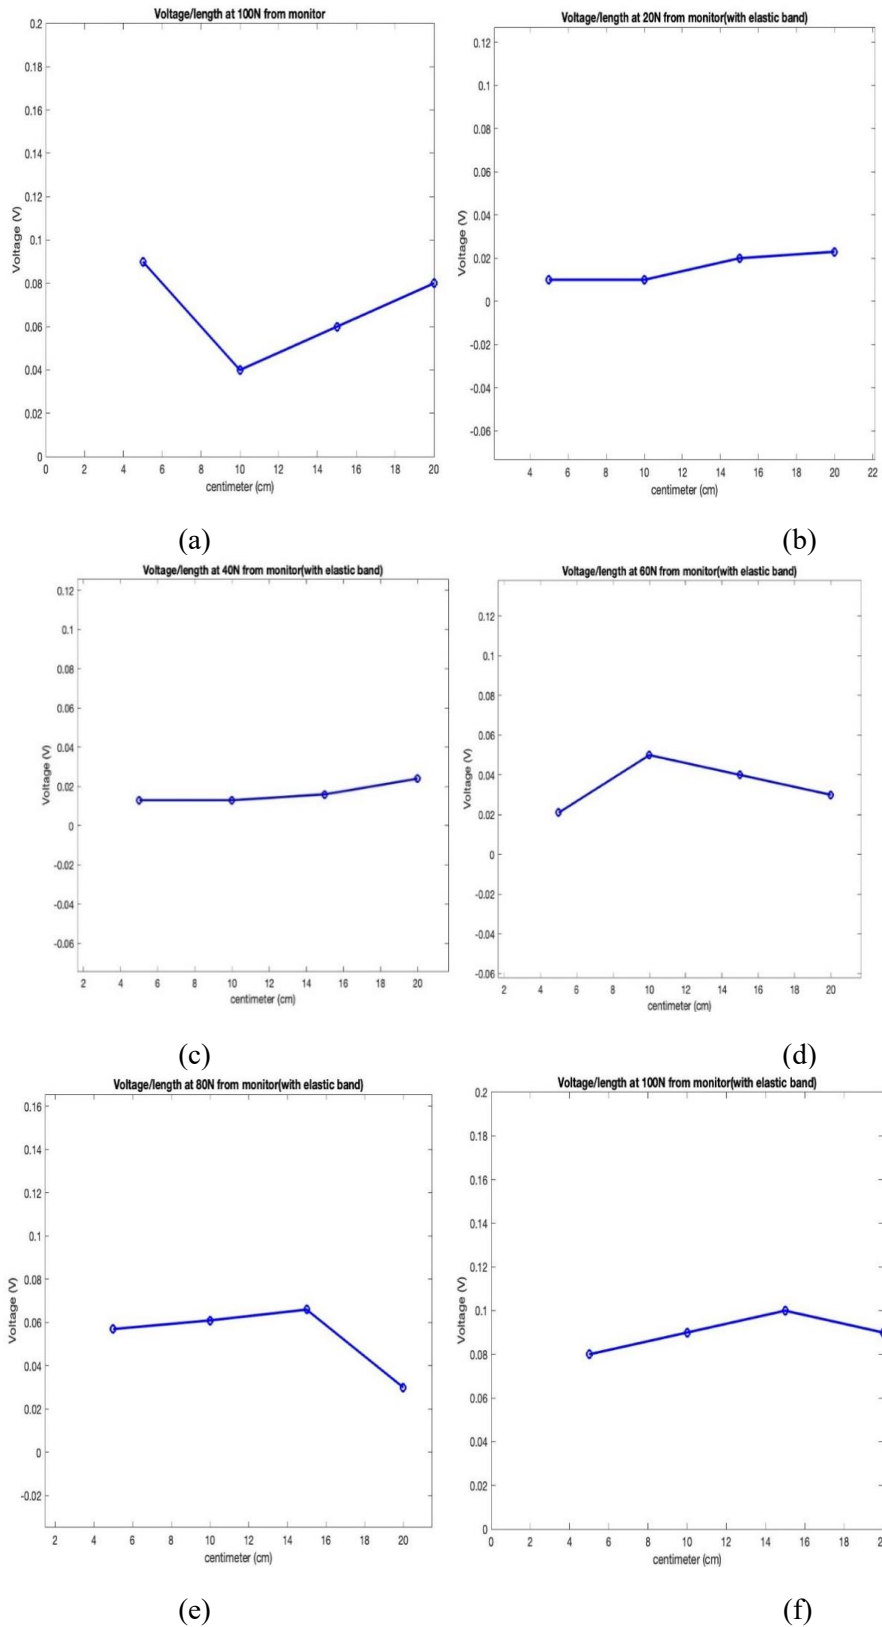 Voltage/length at 100N from monitor
0.2
0.18
0.16
0.14
0.12
0.1
0.08
0.06
0.04
0.02
0
Voltage (V)
0 2 4 6 8 10 12 14 16 18 20
centimeter (cm)
(a)
Voltage/length at 20N from monitor(with elastic band)
0.12
0.1
0.08
0.06
0.04
0.02
0
-0.02
-0.04
-0.06
Voltage (V)
4 6 8 10 12 14 16 18 20 22
centimeter (cm)
(b)
Voltage/length at 40N from monitor(with elastic band)
0.12
0.1
0.08
0.06
0.04
0.02
0
-0.02
-0.04
-0.06
Voltage (V)
2 4 6 8 10 12 14 16 18 20
centimeter (cm)
(c)
Voltage/length at 60N from monitor(with elastic band)
0.12
0.1
0.08
0.06
0.04
0.02
0
-0.02
-0.04
-0.06
Voltage (V)
2 4 6 8 10 12 14 16 18 20
centimeter (cm)
(d)
Voltage/length at 80N from monitor(with elastic band)
0.16
0.14
0.12
0.1
0.08
0.06
0.04
0.02
0
-0.02
Voltage (V)
2 4 6 8 10 12 14 16 18 20
centimeter (cm)
(e)
Voltage/length at 100N from monitor(with elastic band)
0.2
0.18
0.16
0.14
0.12
0.1
0.08
0.06
0.04
0.02
0
Voltage (V)
0 2 4 6 8 10 12 14 16 18
centimeter (cm)
(f)